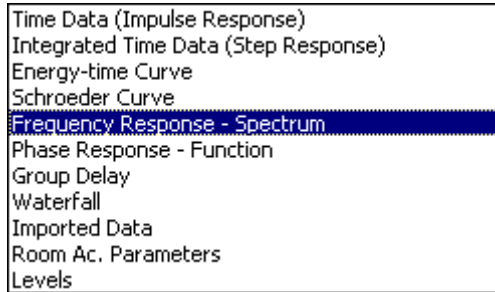 Time Data (Impulse Response)
Integrated Time Data (Step Response)
Energy-time Curve
Schroeder Curve
Frequency Response - Spectrum
Phase Response - Function
Group Delay
Waterfall
Imported Data
Room Ac. Parameters
Levels